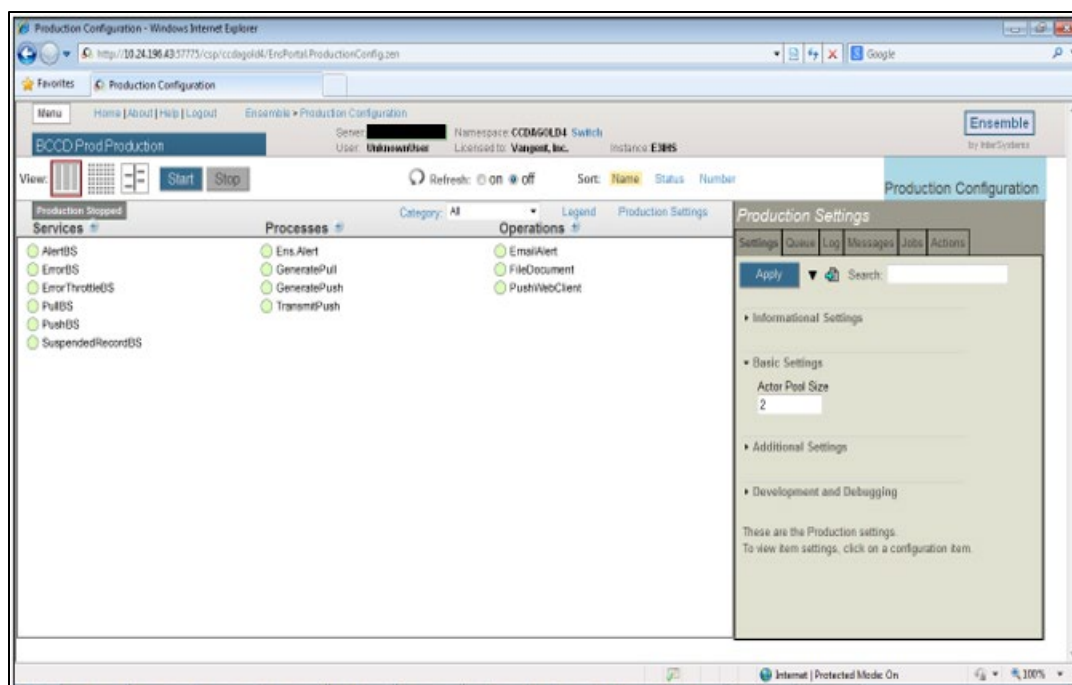 Production Configuration - Windows Internet Explorer
http://10.24.196.43:57775/csp/ccdagold4/EnsPortal.ProductionConfig.zen
Google
Favorites
Production Configuration
Menu
Home | About | Help | Logout
Ensemble > Production Configuration
Server:
Namespace: CCDAGOLD4 Switch
User: UnknownUser
Licensed to: Vangent, Inc.
Instance: E3IHS
Ensemble
by InterSystems
BCCD.Prod.Production
View:
Start
Stop
Refresh: on off
Sort: Name Status Number
Production Configuration
Production Stopped
Category: All
Legend
Production Settings
Services
Processes
Operations
AlertBS
ErrorBS
ErrorThrottleBS
PullBS
PushBS
SuspendedRecordBS
Ens.Alert
GeneratePull
GeneratePush
TransmitPush
EmailAlert
FileDocument
PushWebClient
Production Settings
Settings Queue Log Messages Jobs Actions
Apply
Search:
Informational Settings
Basic Settings
Actor Pool Size
2
Additional Settings
Development and Debugging
These are the Production settings.
To view item settings, click on a configuration item.
Internet | Protected Mode: On
100%